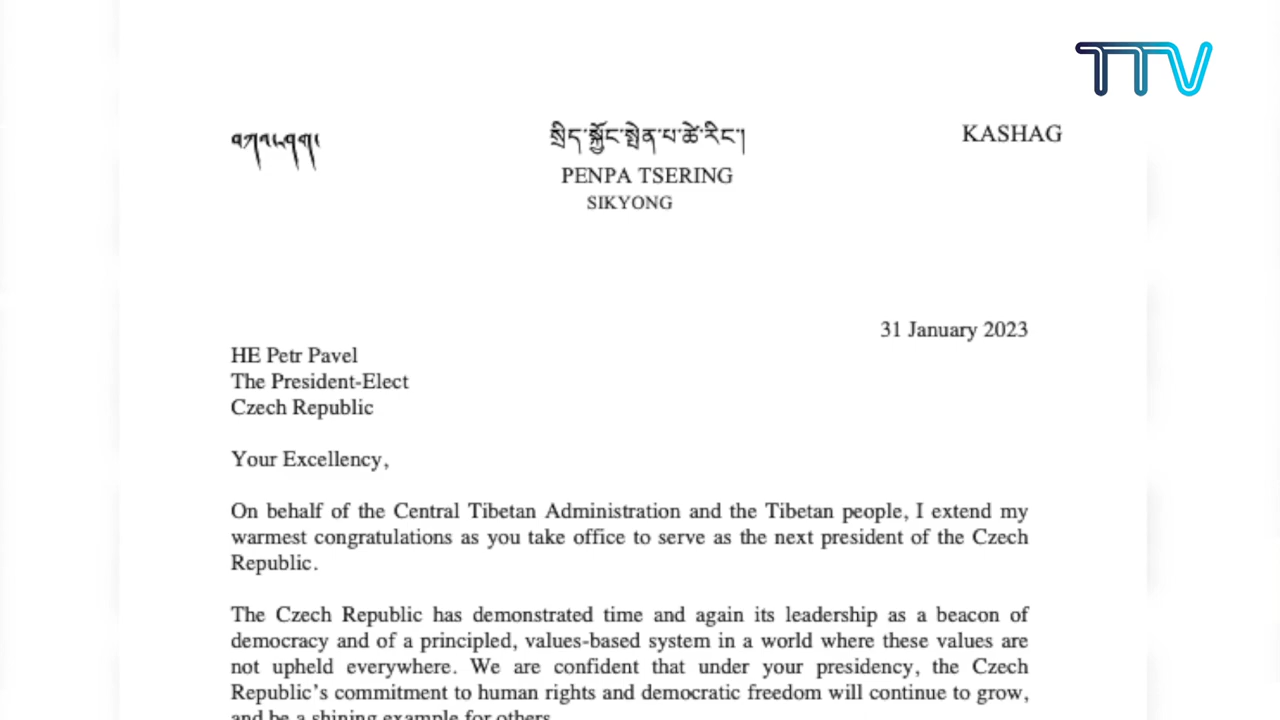 TTV
བཀའ་ཤག།
སྲིད་སྐྱོང་སྤེན་པ་ཚེ་རིང་།
KASHAG
PENPA TSERING
SIKYONG
31 January 2023
HE Petr Pavel
The President-Elect
Czech Republic
Your Excellency,
On behalf of the Central Tibetan Administration and the Tibetan people, I extend my
warmest congratulations as you take office to serve as the next president of the Czech
Republic.
The Czech Republic has demonstrated time and again its leadership as a beacon of
democracy and of a principled, values-based system in a world where these values are
not upheld everywhere. We are confident that under your presidency, the Czech
Republic’s commitment to human rights and democratic freedom will continue to grow,
and be a shining example for others.